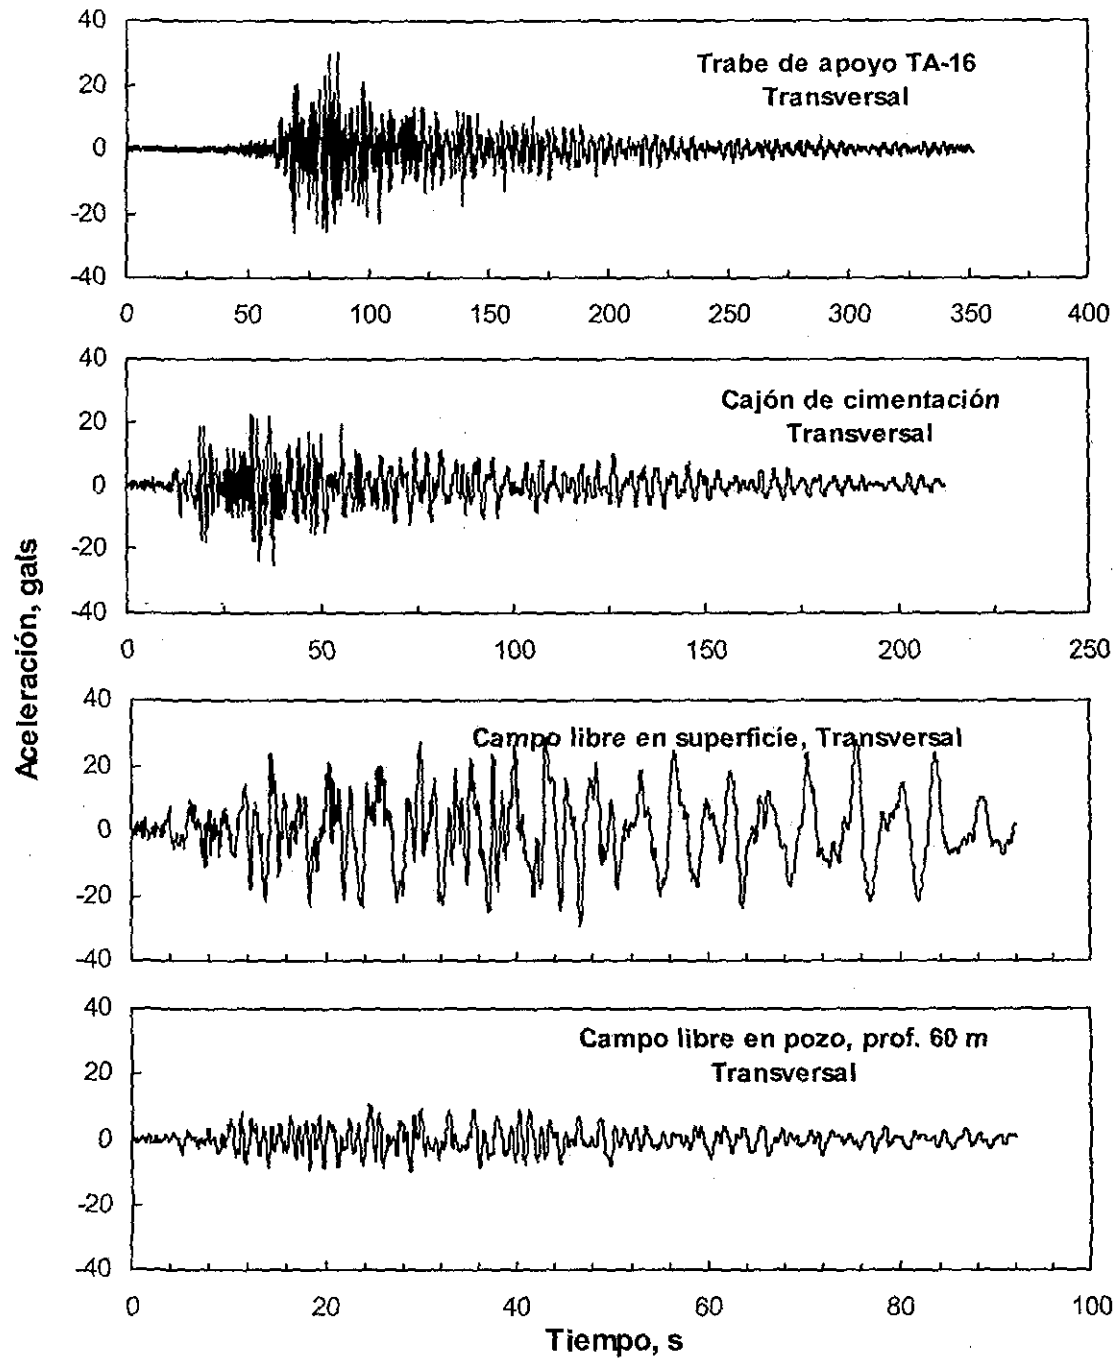 40
20
0
-20
-40
Trabe de apoyo TA-16
Transversal
0 50 100 150 200 250 300 350 400
40
20
0
-20
-40
Cajón de cimentación
Transversal
0 50 100 150 200 250
Aceleración, gals
40
20
0
-20
-40
Campo libre en superficie, Transversal
40
20
0
-20
-40
Campo libre en pozo, prof. 60 m
Transversal
0 20 40 60 80 100
Tiempo, s